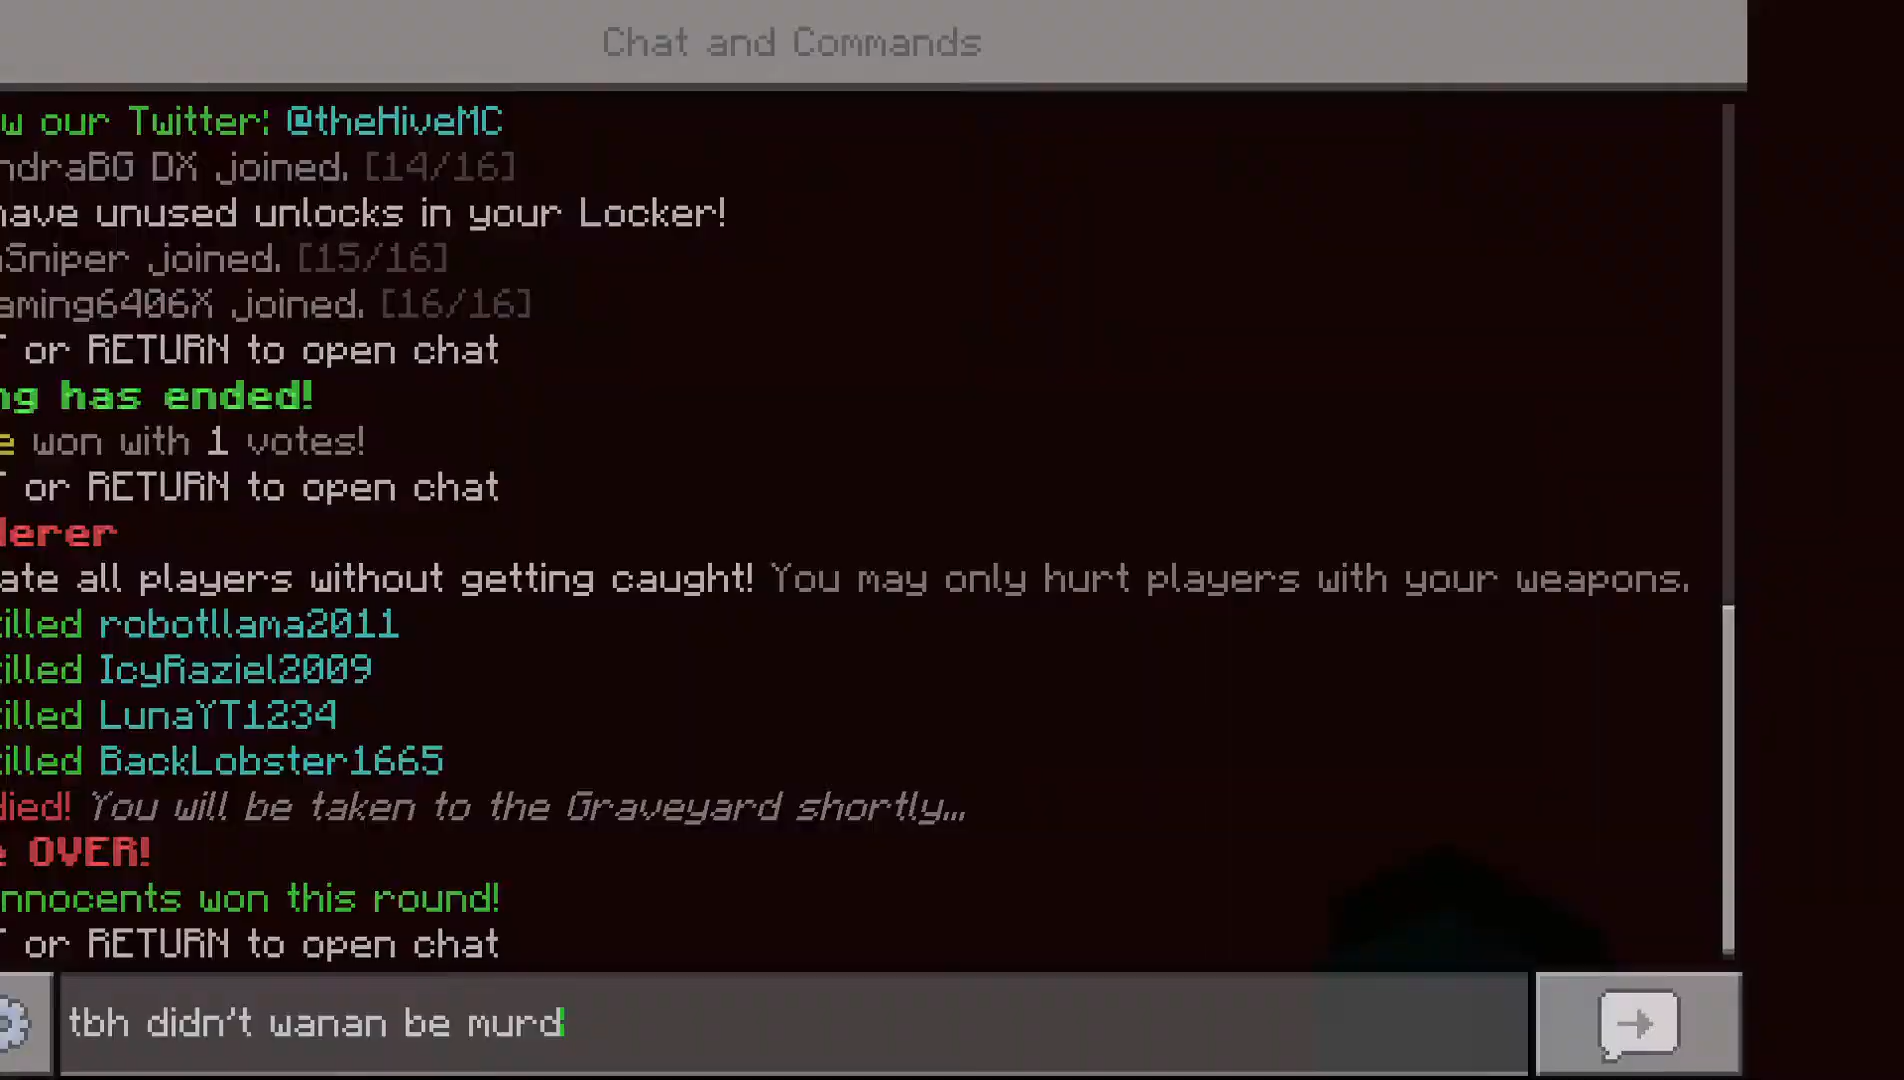 Chat and Commands
w our Twitter: @theHiveMC
ndraBG DX joined. [14/16]
have unused unlocks in your Locker!
Sniper joined. [15/16]
aming6406X joined. [16/16]
T or RETURN to open chat
ng has ended!
e won with 1 votes!
T or RETURN to open chat
derer
ate all players without getting caught! You may only hurt players with your weapons.
killed robotllama2011
killed IcyRaziel2009
killed LunaYT1234
killed BackLobster1665
died! You will be taken to the Graveyard shortly...
e OVER!
nnocents won this round!
T or RETURN to open chat
tbh didn't wanan be murd